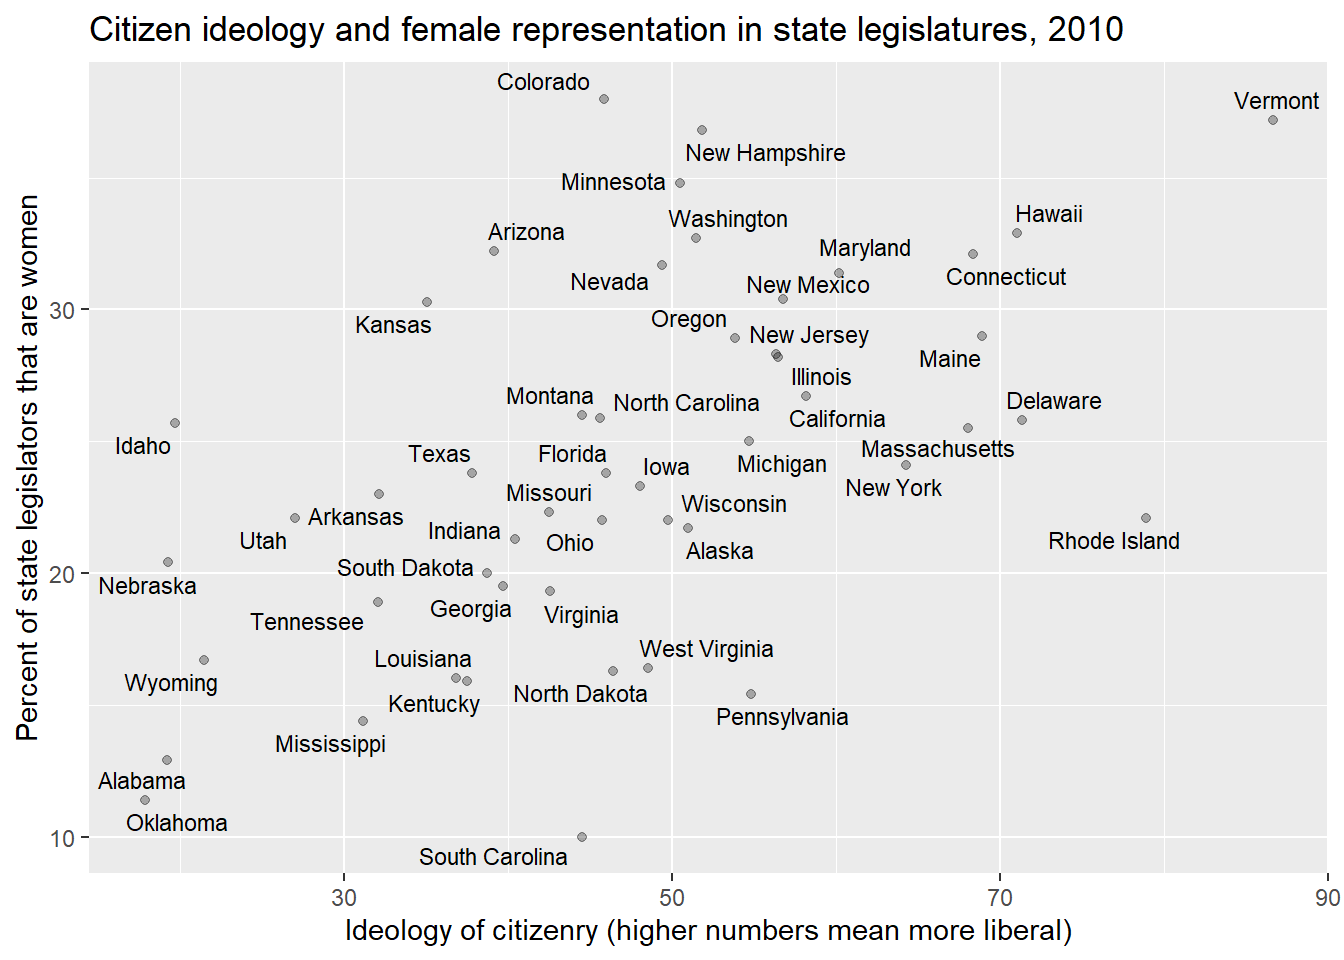 Citizen ideology and female representation in state legislatures, 2010
Colorado
Vermont
New Hampshire
Minnesota
Washington
Hawaii
Arizona
Maryland
Connecticut
Nevada
New Mexico
30
Oregon
Kansas
New Jersey
Maine
Illinois
Montana
North Carolina
Delaware
California
Idaho
Massachusetts
Texas
Florida
Iowa
Michigan
New York
Missouri
Wisconsin
Arkansas
Indiana
Utah
Ohio
Alaska
Rhode Island
South Dakota
20
Nebraska
Georgia
Virginia
Tennessee
West Virginia
Louisiana
Wyoming
North Dakota
Kentucky
Pennsylvania
Mississippi
Alabama
Oklahoma
10
South Carolina
Percent of state legislators that are women
30
50
70
90
Ideology of citizenry (higher numbers mean more liberal)